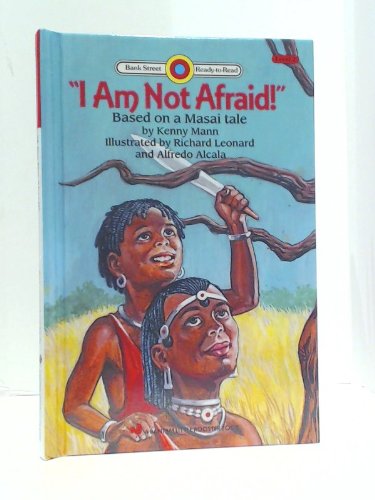 Bank Street
Ready-to-Read
"I Am Not Afraid!"
Based on a Masai tale
by Kenny Mann
Illustrated by Richard Leonard
and Alfredo Alcala